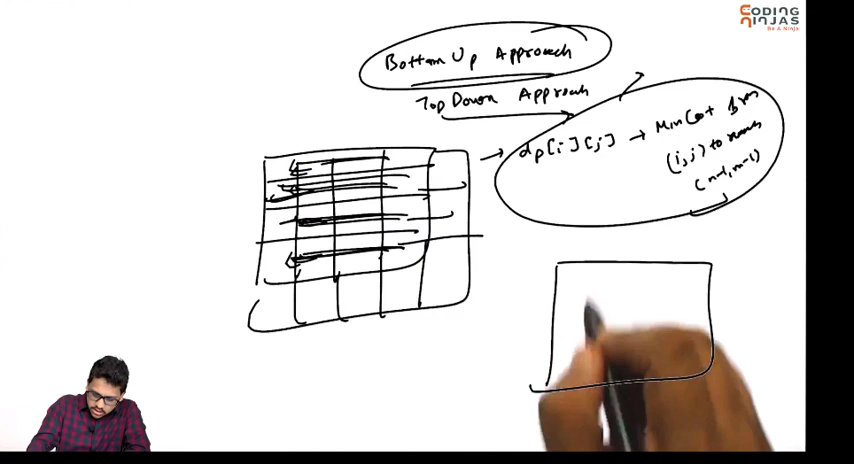 CODING
NINJAS
Be A Ninja
Bottom Up Approach
Top Down Approach
dp[i][j] → Min Cost from
(i,j) to reach
(m-1, n-1)